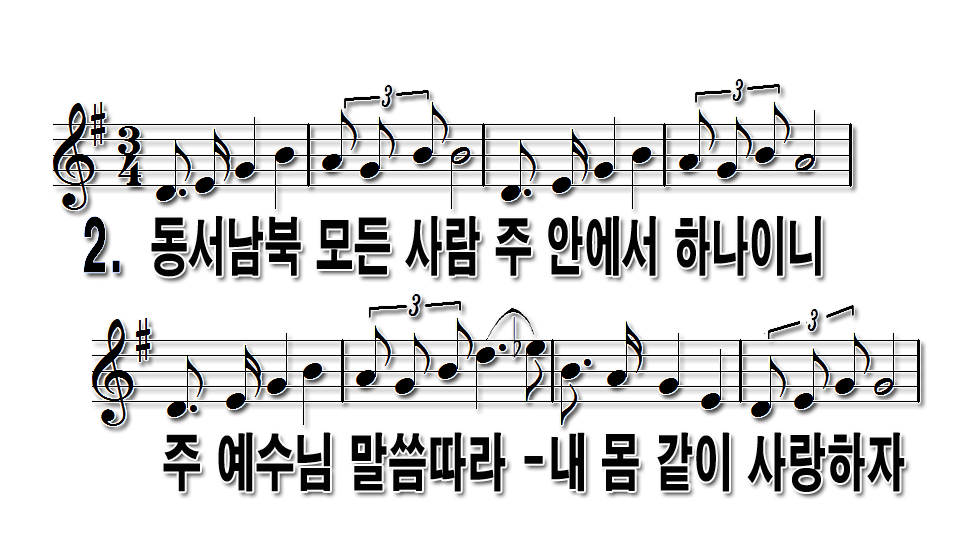 3 3
3 4
2. 동서남북 모든 사람 주 안에서 하나이니
3 3
주 예수님 말씀따라 -내 몸 같이 사랑하자